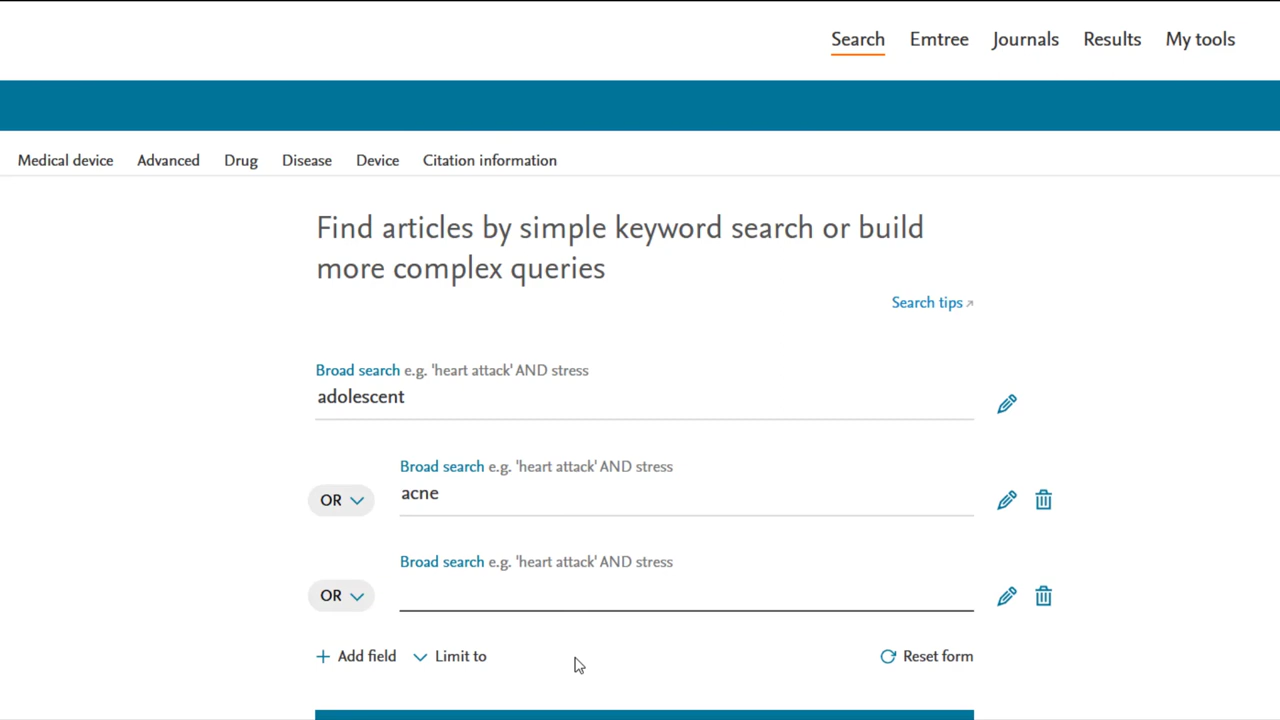 Search Emtree Journals Results My tools
Medical device Advanced Drug Disease Device Citation information
Find articles by simple keyword search or build
more complex queries
Search tips
Broad search e.g. 'heart attack' AND stress
adolescent
Broad search e.g. 'heart attack' AND stress
OR acne
Broad search e.g. 'heart attack' AND stress
OR
Add field Limit to Reset form